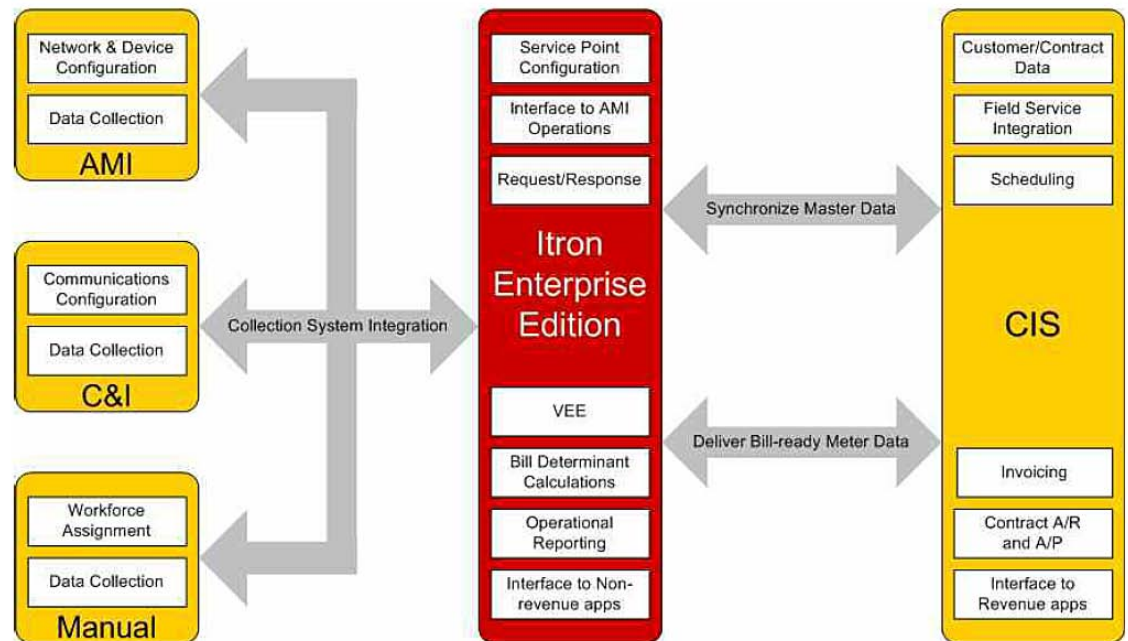 Network & Device
Configuration
Data Collection
AMI
Communications
Configuration
Data Collection
C&I
Workforce
Assignment
Data Collection
Manual
Collection System Integration
Service Point
Configuration
Interface to AMI
Operations
Request/Response
Itron
Enterprise
Edition
VEE
Bill Determinant
Calculations
Operational
Reporting
Interface to Non-
revenue apps
Synchronize Master Data
Deliver Bill-ready Meter Data
Customer/Contract
Data
Field Service
Integration
Scheduling
CIS
Invoicing
Contract A/R
and A/P
Interface to
Revenue apps